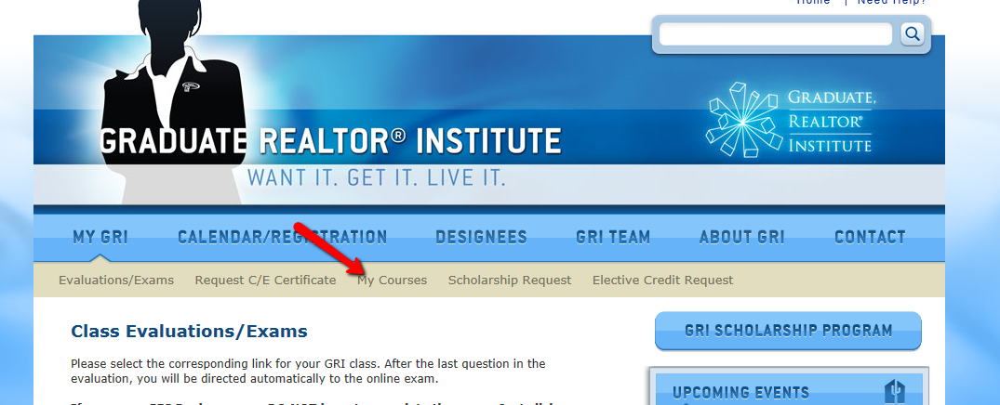 Home | Need Help?
GRADUATE REALTOR® INSTITUTE
WANT IT. GET IT. LIVE IT.
GRADUATE,
REALTOR®
INSTITUTE
MY GRI CALENDAR/REGISTRATION DESIGNEES GRI TEAM ABOUT GRI CONTACT
Evaluations/Exams Request C/E Certificate My Courses Scholarship Request Elective Credit Request
Class Evaluations/Exams
Please select the corresponding link for your GRI class. After the last question in the
evaluation, you will be directed automatically to the online exam.
GRI SCHOLARSHIP PROGRAM
UPCOMING EVENTS